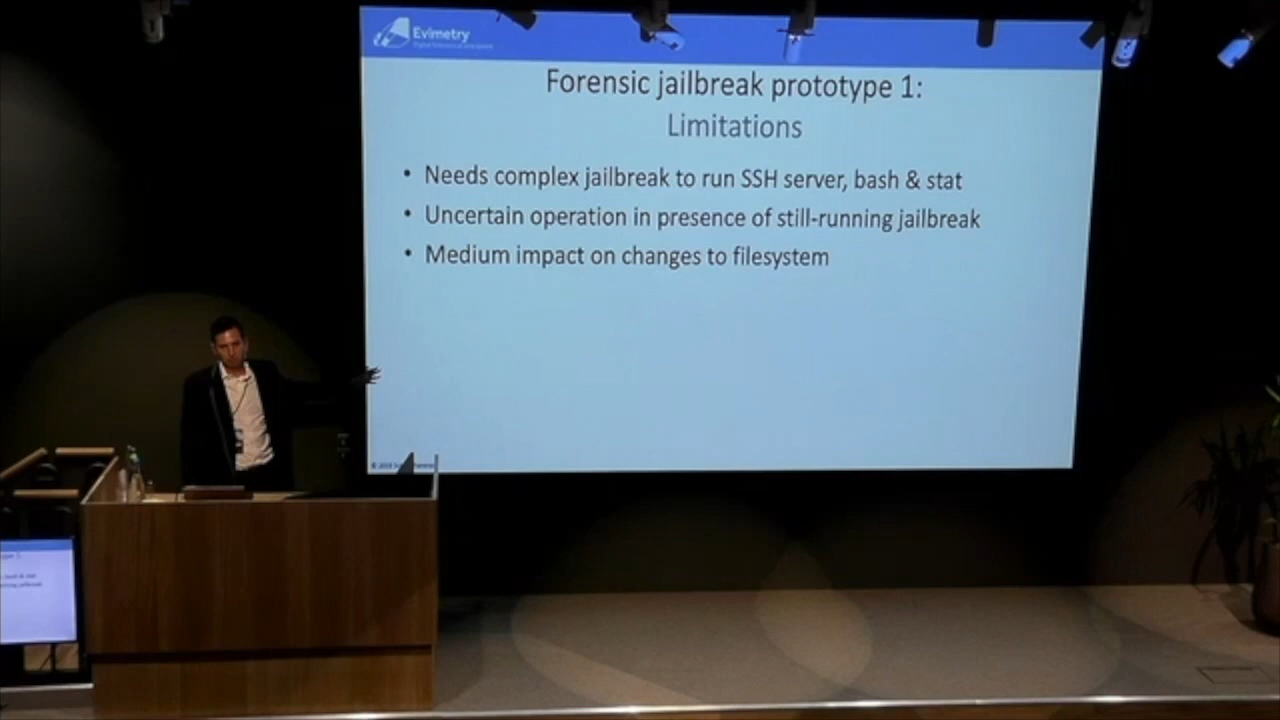 Evimetry
Forensic jailbreak prototype 1:
Limitations
• Needs complex jailbreak to run SSH server, bash & stat
• Uncertain operation in presence of still-running jailbreak
• Medium impact on changes to filesystem